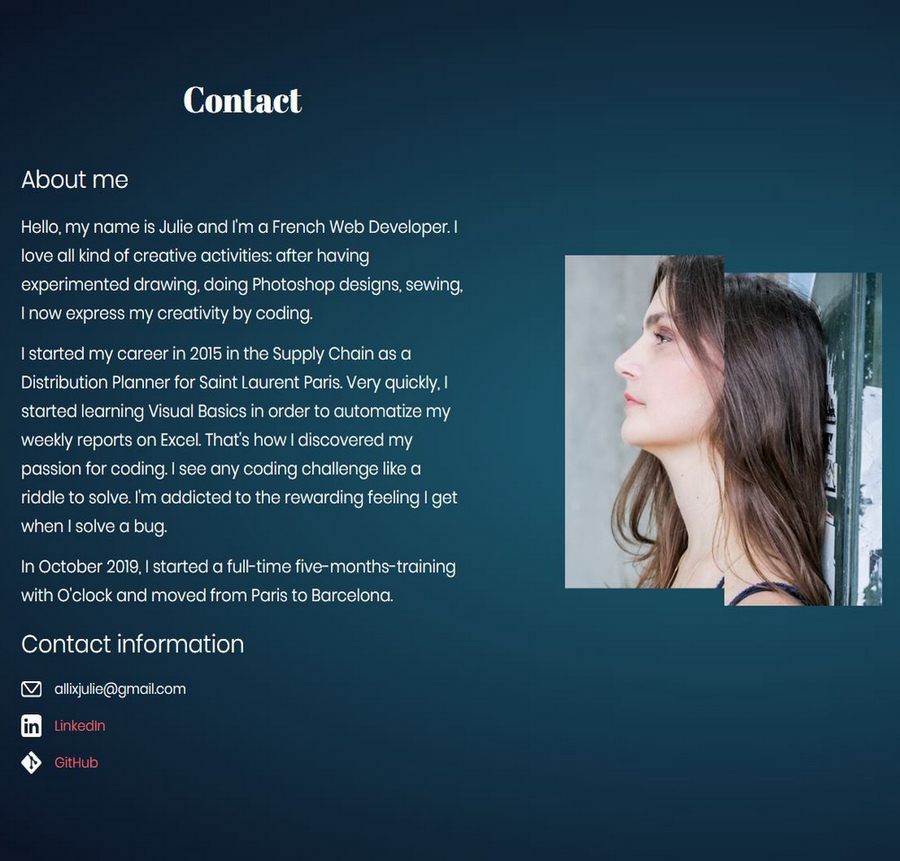 Contact
About me
Hello, my name is Julie and I'm a French Web Developer. I
love all kind of creative activities: after having
experimented drawing, doing Photoshop designs, sewing,
I now express my creativity by coding.
I started my career in 2015 in the Supply Chain as a
Distribution Planner for Saint Laurent Paris. Very quickly, I
started learning Visual Basics in order to automatize my
weekly reports on Excel. That's how I discovered my
passion for coding. I see any coding challenge like a
riddle to solve. I'm addicted to the rewarding feeling I get
when I solve a bug.
In October 2019, I started a full-time five-months-training
with O'clock and moved from Paris to Barcelona.
Contact information
allixjulie@gmail.com
in LinkedIn
GitHub